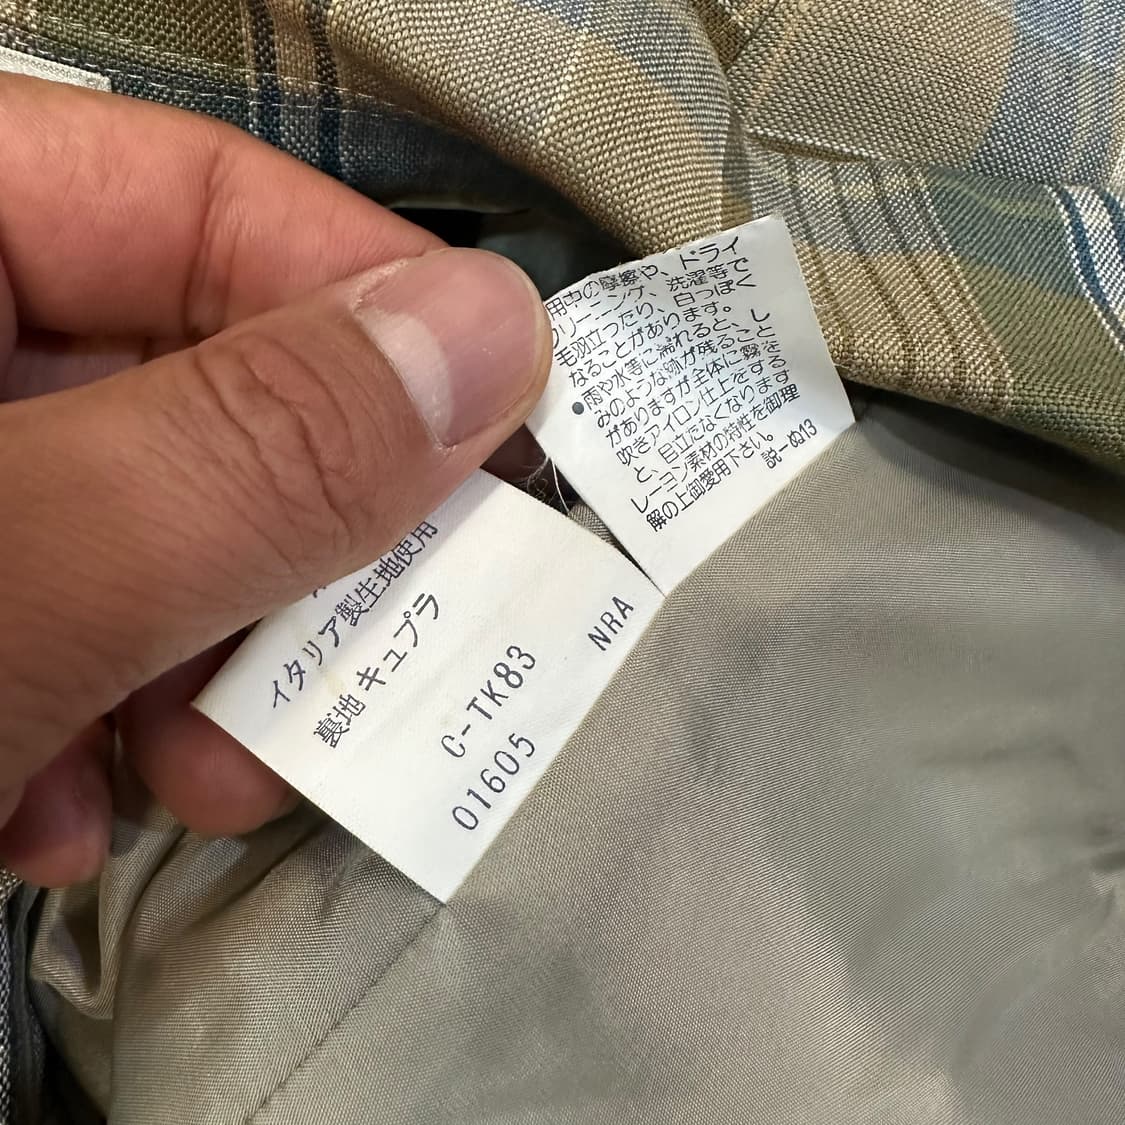 用中の摩擦や、ドライ
クリーニング、洗濯等で
毛羽立ったり、白っぽく
なることがあります。
●雨や水等に濡れると、し
みのような跡が残ること
がありますが主体に霧を
吹きアイロン仕上をする
と、目立たなくなります
レーヨン素材の特性を御理
解の上御愛用下さい。
説ーぬ13
イタリア製生地使用
裏地 キュプラ
C-TK83
01605
NRA